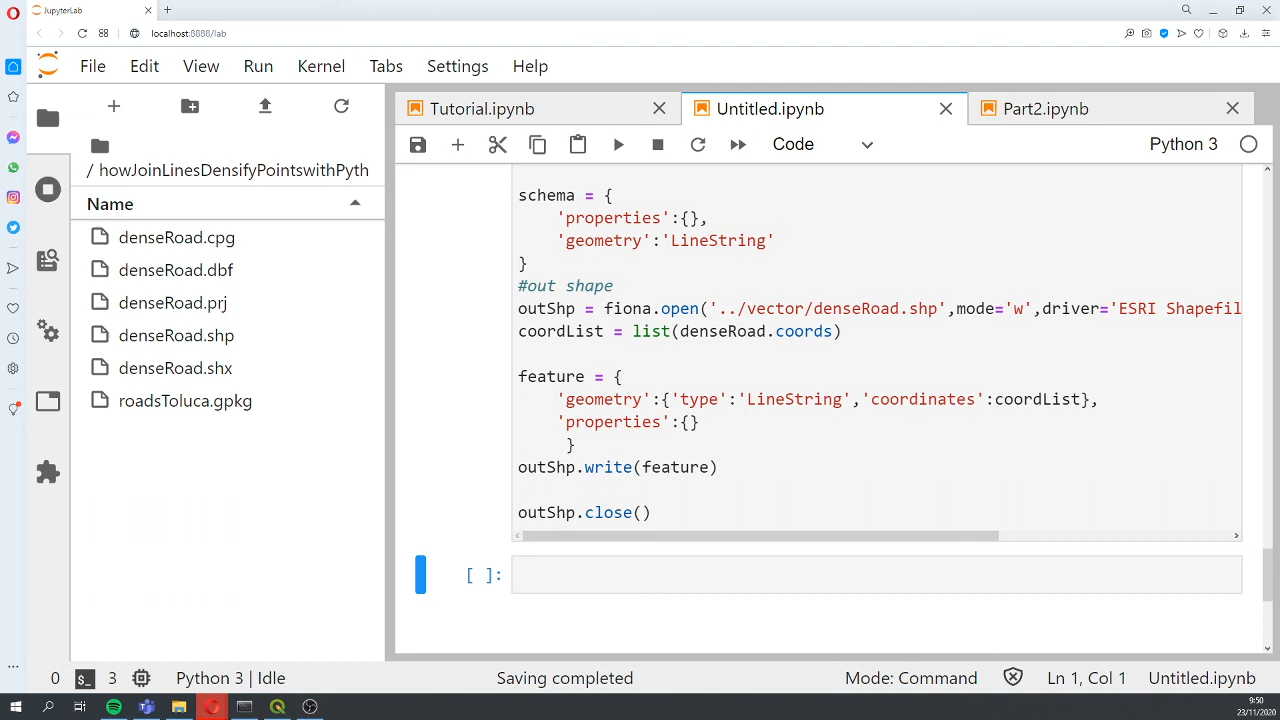 JupyterLab
localhost:8888/lab
File Edit View Run Kernel Tabs Settings Help
/ howJoinLinesDensifyPointswithPyth
Name
denseRoad.cpg
denseRoad.dbf
denseRoad.prj
denseRoad.shp
denseRoad.shx
roadsToluca.gpkg
Tutorial.ipynb Untitled.ipynb Part2.ipynb
Code Python 3
schema = {
'properties':{},
'geometry':'LineString'
}
#out shape
outShp = fiona.open('../vector/denseRoad.shp',mode='w',driver='ESRI Shapefil
coordList = list(denseRoad.coords)
feature = {
'geometry':{'type':'LineString','coordinates':coordList},
'properties':{}
}
outShp.write(feature)
outShp.close()
[ ]:
0 3 Python 3 | Idle Saving completed Mode: Command Ln 1, Col 1 Untitled.ipynb
9:50
23/11/2020